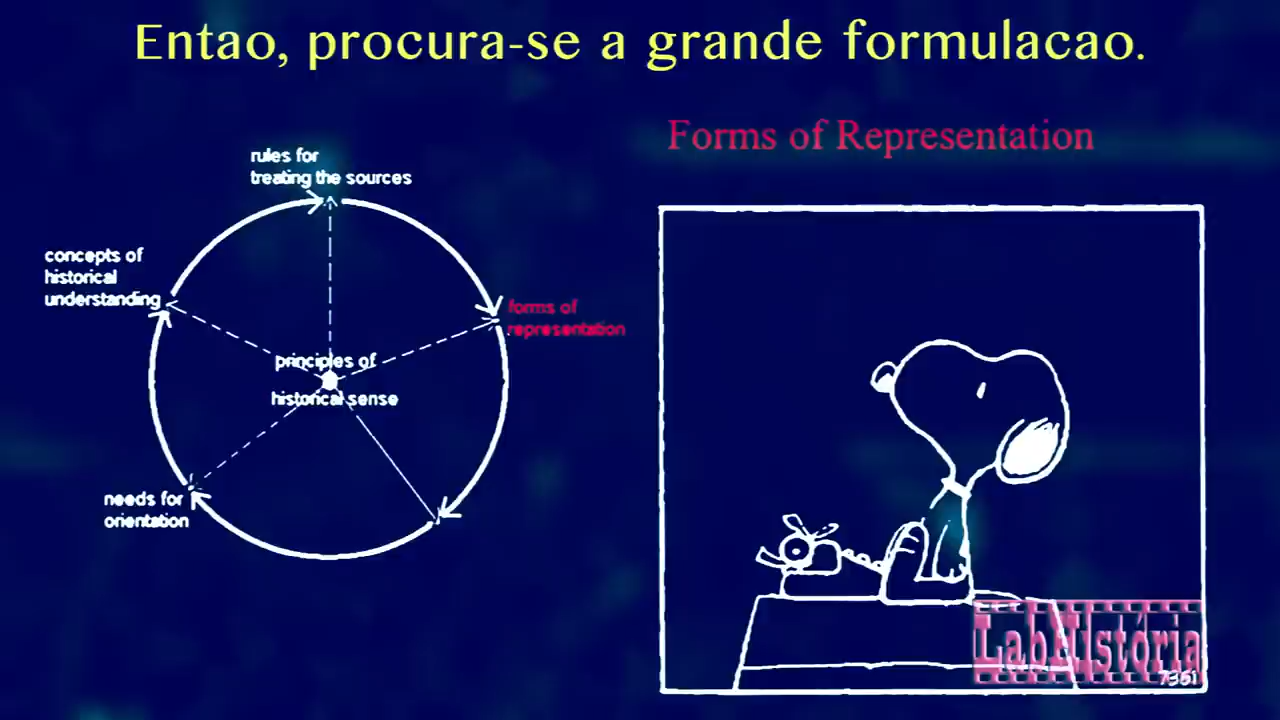 Entao, procura-se a grande formulacao.
Forms of Representation
rules for
treating the sources
concepts of
historical
understanding
forms of
representation
principles of
historical sense
needs for
orientation
LabHistória
7361